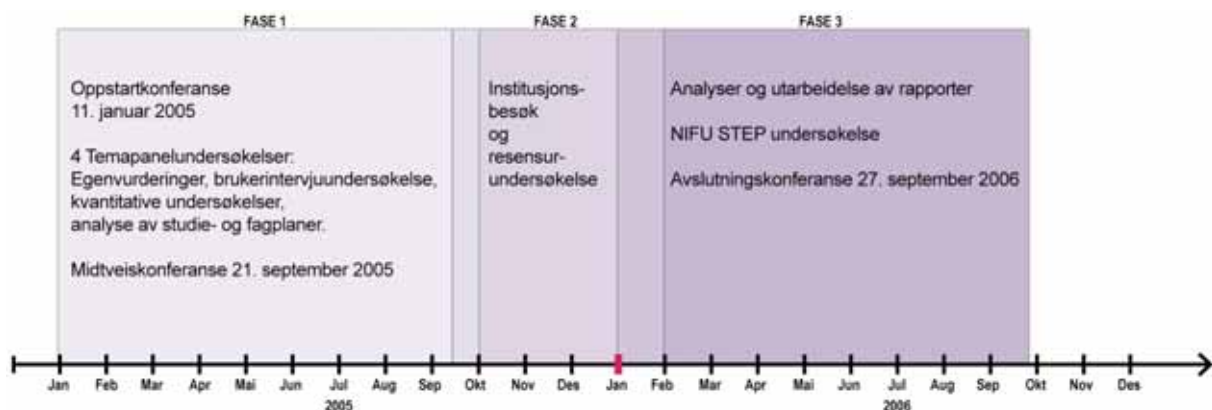 FASE 1
FASE 2
FASE 3
Oppstartkonferanse
11. januar 2005
4 Temapanelundersøkelser:
Egenvurderinger, brukerintervjuundersøkelse,
kvantitative undersøkelser,
analyse av studie- og fagplaner.
Midtveiskonferanse 21. september 2005
Institusjons-
besøk
og
resensur-
undersøkelse
Analyser og utarbeidelse av rapporter
NIFU STEP undersøkelse
Avslutningskonferanse 27. september 2006
Jan Feb Mar Apr Mai Jun Jul Aug Sep Okt Nov Des Jan Feb Mar Apr Mai Jun Jul Aug Sep Okt Nov Des
2005 2006